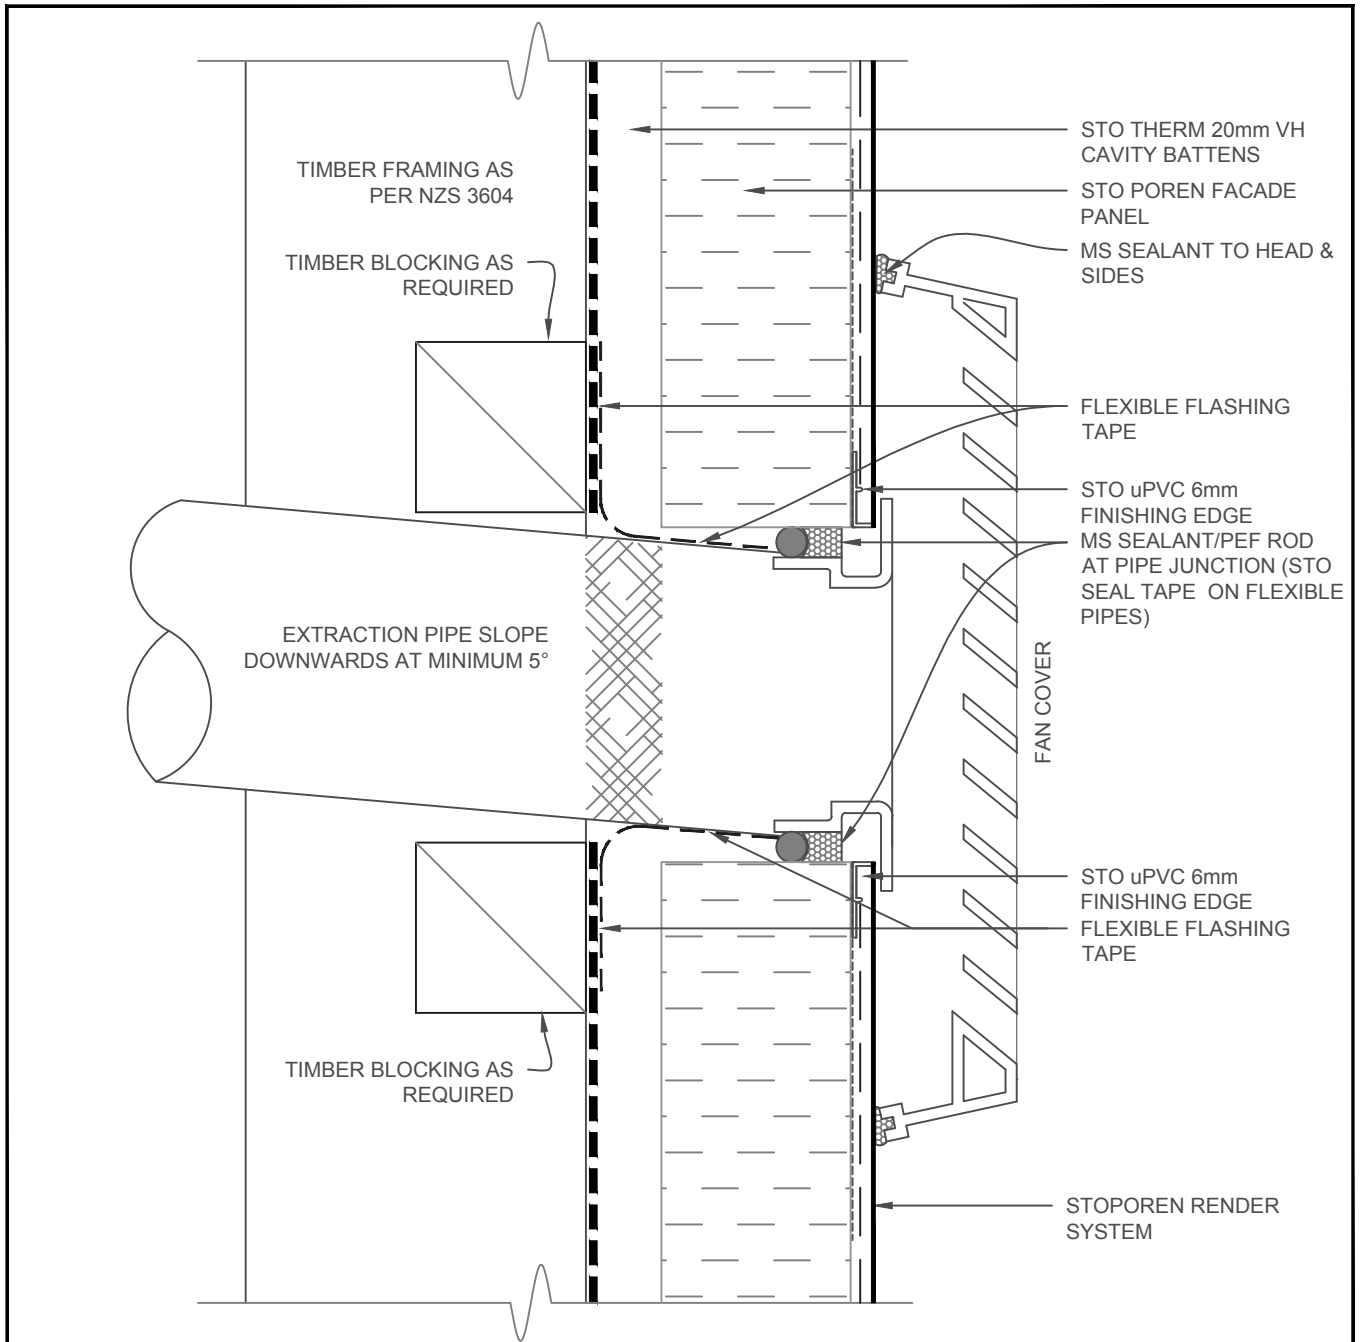 TIMBER FRAMING AS
PER NZS 3604
TIMBER BLOCKING AS
REQUIRED
EXTRACTION PIPE SLOPE
DOWNWARDS AT MINIMUM 5°
TIMBER BLOCKING AS
REQUIRED
STO THERM 20mm VH
CAVITY BATTENS
STO POREN FACADE
PANEL
MS SEALANT TO HEAD &
SIDES
FLEXIBLE FLASHING
TAPE
STO uPVC 6mm
FINISHING EDGE
MS SEALANT/PEF ROD
AT PIPE JUNCTION (STO
SEAL TAPE ON FLEXIBLE
PIPES)
FAN COVER
STO uPVC 6mm
FINISHING EDGE
FLEXIBLE FLASHING
TAPE
STOPOREN RENDER
SYSTEM